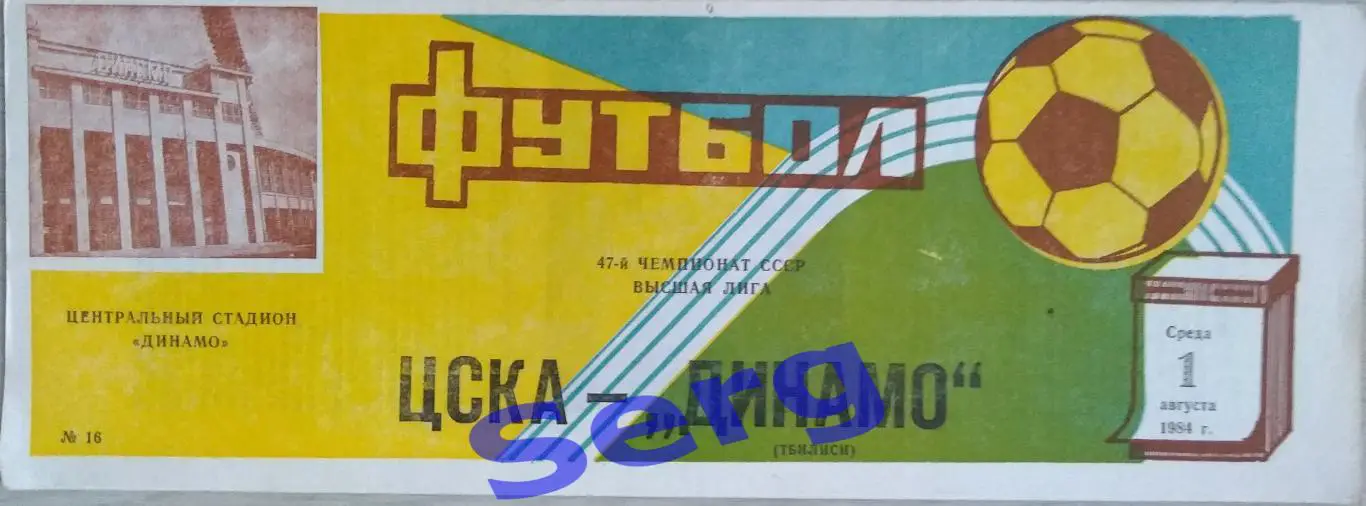 ФУТБОЛ
47-й ЧЕМПИОНАТ СССР
ВЫСШАЯ ЛИГА
ЦЕНТРАЛЬНЫЙ СТАДИОН
«ДИНАМО»
ЦСКА – „ДИНАМО“
(ТБИЛИСИ)
№ 16
Среда
1
августа
1984 г.
serg